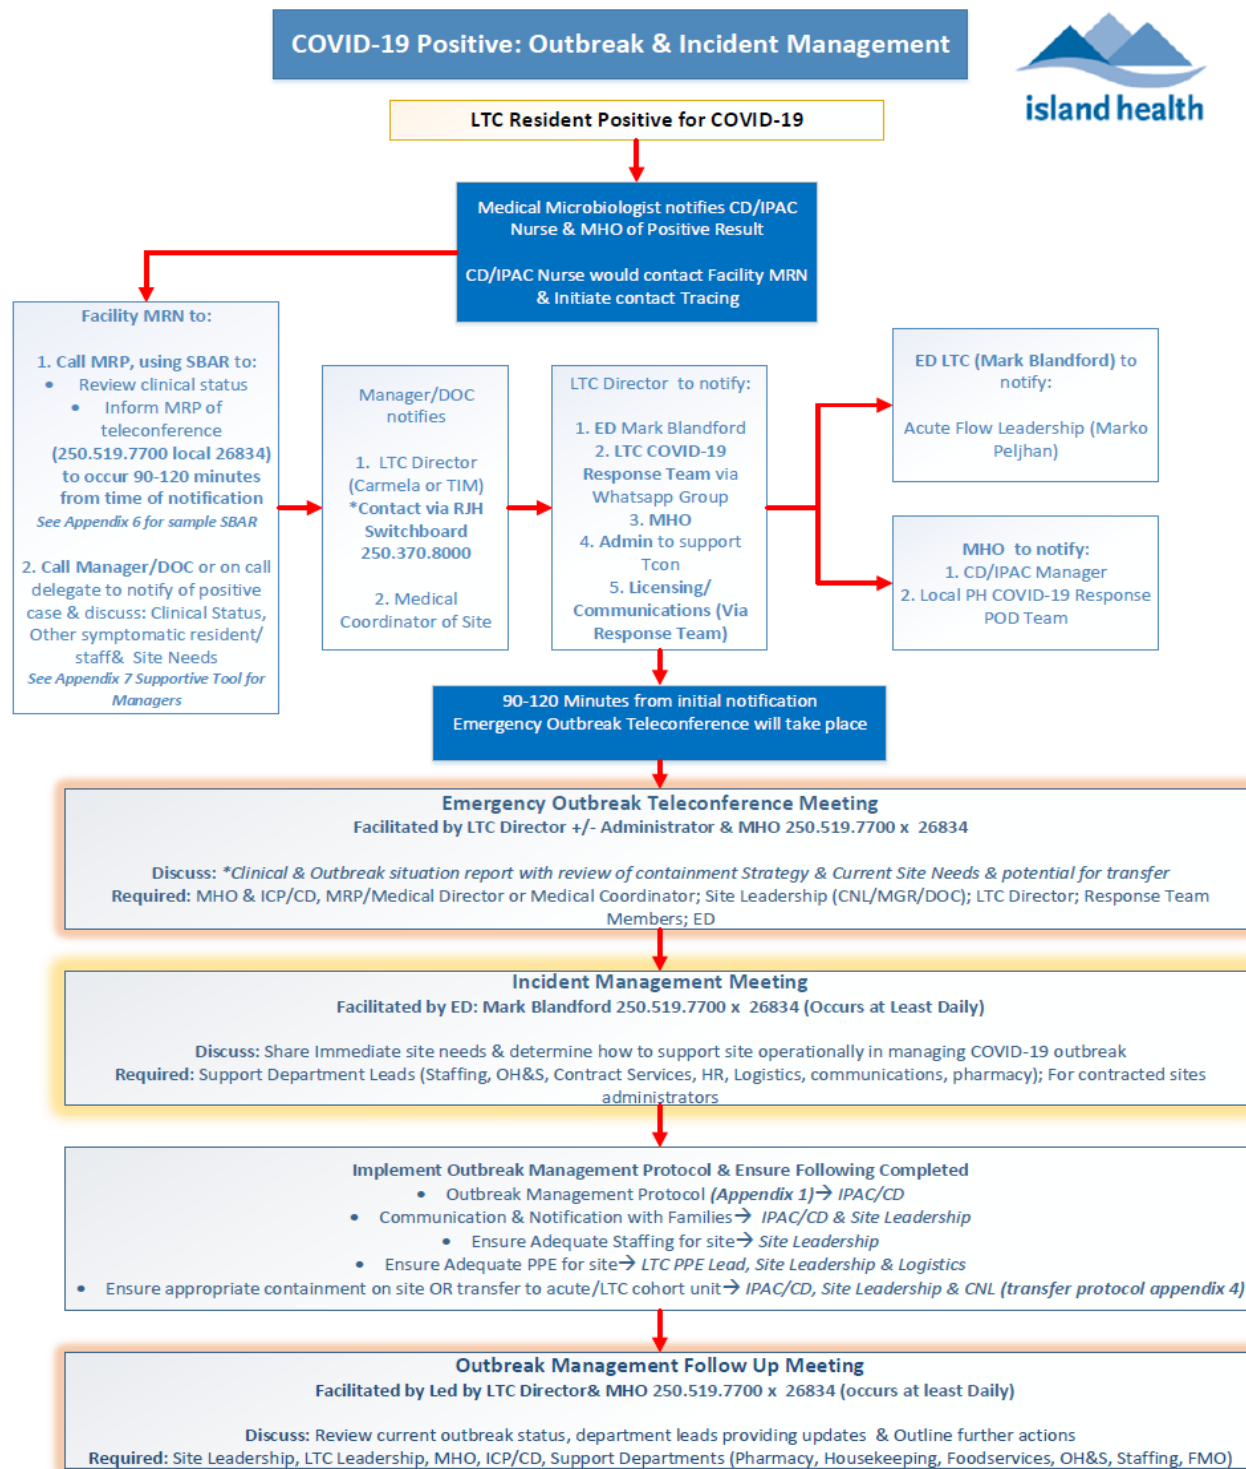 COVID-19 Positive: Outbreak & Incident Management
island health
LTC Resident Positive for COVID-19
Medical Microbiologist notifies CD/IPAC
Nurse & MHO of Positive Result
CD/IPAC Nurse would contact Facility MRN
& Initiate contact Tracing
Facility MRN to:
1. Call MRP, using SBAR to:
• Review clinical status
• Inform MRP of
teleconference
(250.519.7700 local 26834)
to occur 90-120 minutes
from time of notification
See Appendix 6 for sample SBAR
2. Call Manager/DOC or on call
delegate to notify of positive
case & discuss: Clinical Status,
Other symptomatic resident/
staff& Site Needs
See Appendix 7 Supportive Tool for
Managers
Manager/DOC
notifies
1. LTC Director
(Carmela or TIM)
*Contact via RJH
Switchboard
250.370.8000
2. Medical
Coordinator of Site
LTC Director to notify:
1. ED Mark Blandford
2. LTC COVID-19
Response Team via
Whatsapp Group
3. MHO
4. Admin to support
Tcon
5. Licensing/
Communications (Via
Response Team)
ED LTC (Mark Blandford) to
notify:
Acute Flow Leadership (Marko
Peljhan)
MHO to notify:
1. CD/IPAC Manager
2. Local PH COVID-19 Response
POD Team
90-120 Minutes from initial notification
Emergency Outbreak Teleconference will take place
Emergency Outbreak Teleconference Meeting
Facilitated by LTC Director +/- Administrator & MHO 250.519.7700 x 26834
Discuss: *Clinical & Outbreak situation report with review of containment Strategy & Current Site Needs & potential for transfer
Required: MHO & ICP/CD, MRP/Medical Director or Medical Coordinator; Site Leadership (CNL/MGR/DOC); LTC Director; Response Team
Members; ED
Incident Management Meeting
Facilitated by ED: Mark Blandford 250.519.7700 x 26834 (Occurs at Least Daily)
Discuss: Share Immediate site needs & determine how to support site operationally in managing COVID-19 outbreak
Required: Support Department Leads (Staffing, OH&S, Contract Services, HR, Logistics, communications, pharmacy); For contracted sites
administrators
Implement Outbreak Management Protocol & Ensure Following Completed
• Outbreak Management Protocol (Appendix 1)→ IPAC/CD
• Communication & Notification with Families→ IPAC/CD & Site Leadership
• Ensure Adequate Staffing for site→ Site Leadership
• Ensure Adequate PPE for site→ LTC PPE Lead, Site Leadership & Logistics
• Ensure appropriate containment on site OR transfer to acute/LTC cohort unit→ IPAC/CD, Site Leadership & CNL (transfer protocol appendix 4)
Outbreak Management Follow Up Meeting
Facilitated by Led by LTC Director& MHO 250.519.7700 x 26834 (occurs at least Daily)
Discuss: Review current outbreak status, department leads providing updates & Outline further actions
Required: Site Leadership, LTC Leadership, MHO, ICP/CD, Support Departments (Pharmacy, Housekeeping, Foodservices, OH&S, Staffing, FMO)